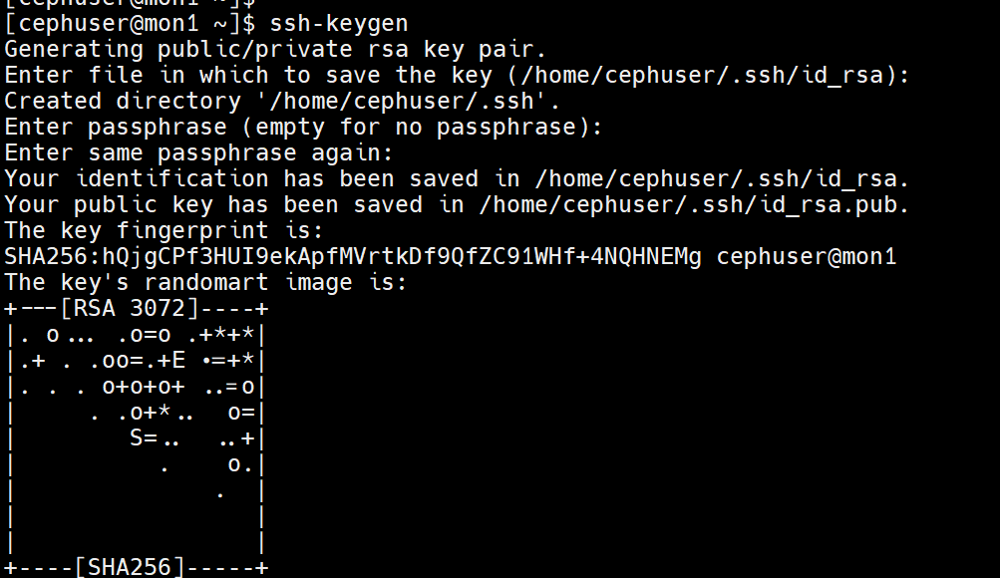 [cephuser@mon1 ~]$
[cephuser@mon1 ~]$ ssh-keygen
Generating public/private rsa key pair.
Enter file in which to save the key (/home/cephuser/.ssh/id_rsa):
Created directory '/home/cephuser/.ssh'.
Enter passphrase (empty for no passphrase):
Enter same passphrase again:
Your identification has been saved in /home/cephuser/.ssh/id_rsa.
Your public key has been saved in /home/cephuser/.ssh/id_rsa.pub.
The key fingerprint is:
SHA256:hQjgCPf3HUI9ekApfMVrtkDf9QfZC91WHf+4NQHNEMg cephuser@mon1
The key's randomart image is:
+---[RSA 3072]----+
|. o... .o=o .+*+*|
|.+ . .oo=.+E .=+*|
|. . . o+o+o+ ..=o|
|     . .o+*..  o=|
|        S=..  ..+|
|          .    o.|
|              .  |
|                 |
|                 |
+----[SHA256]-----+